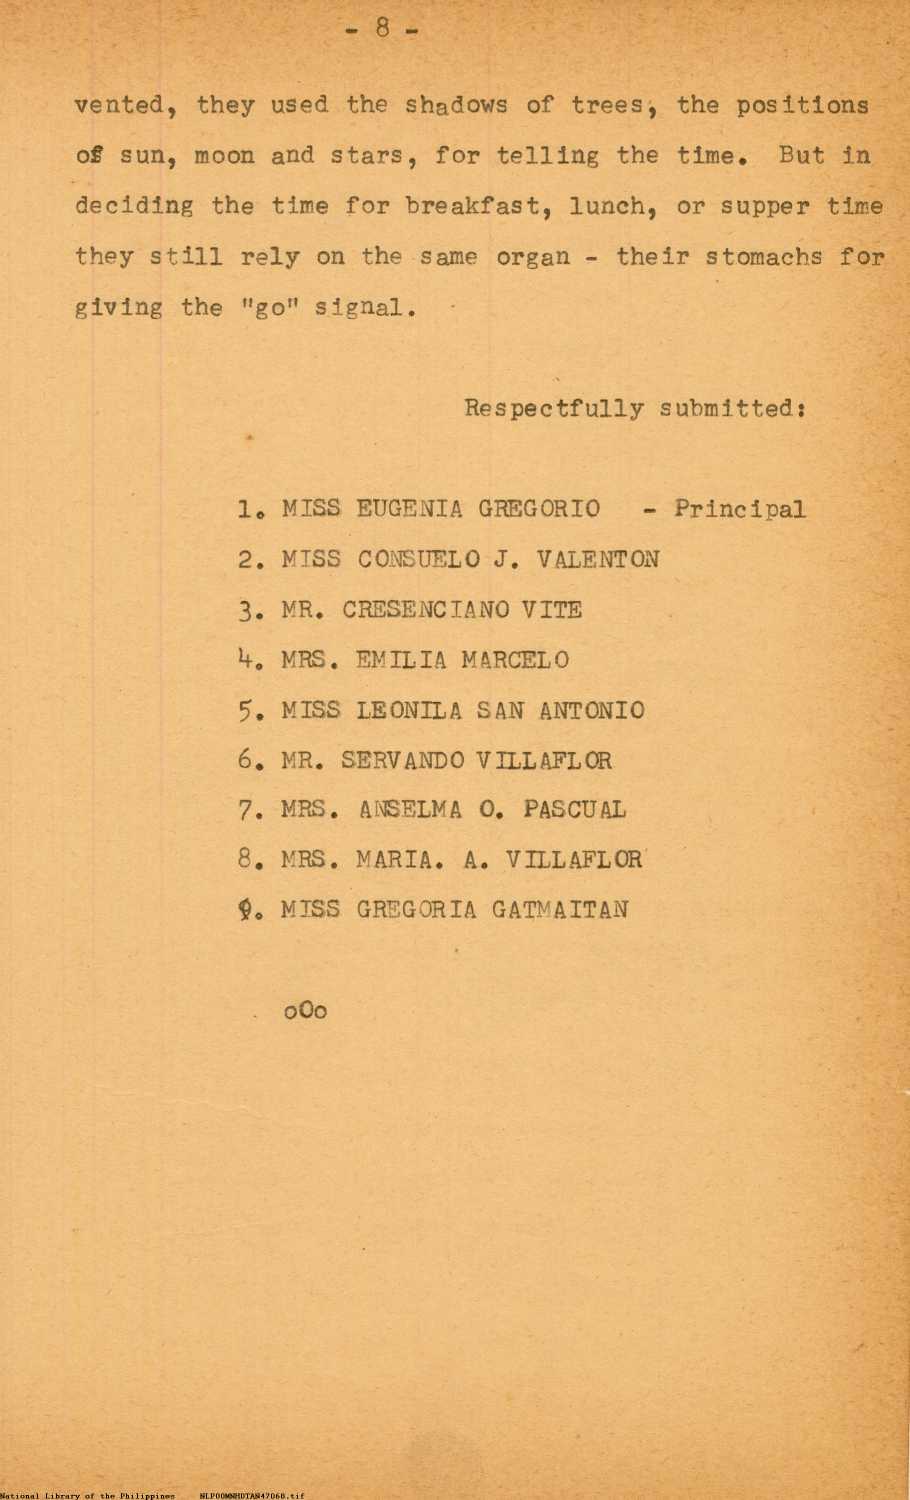 - 8 -
vented, they used the shadows of trees, the positions
of sun, moon and stars, for telling the time. But in
deciding the time for breakfast, lunch, or supper time
they still rely on the same organ - their stomachs for
giving the "go" signal.
Respectfully submitted:
1. MISS EUGENIA GREGORIO - Principal
2. MISS CONSUELO J. VALENTON
3. MR. CRESENCIANO VITE
4. MRS. EMILIA MARCELO
5. MISS LEONILA SAN ANTONIO
6. MR. SERVANDO VILLAFLOR
7. MRS. ANSELMA O. PASCUAL
8. MRS. MARIA. A. VILLAFLOR
9. MISS GREGORIA GATMAITAN
oOo
National Library of the Philippines NLPOOMNHDTAN47060.tif